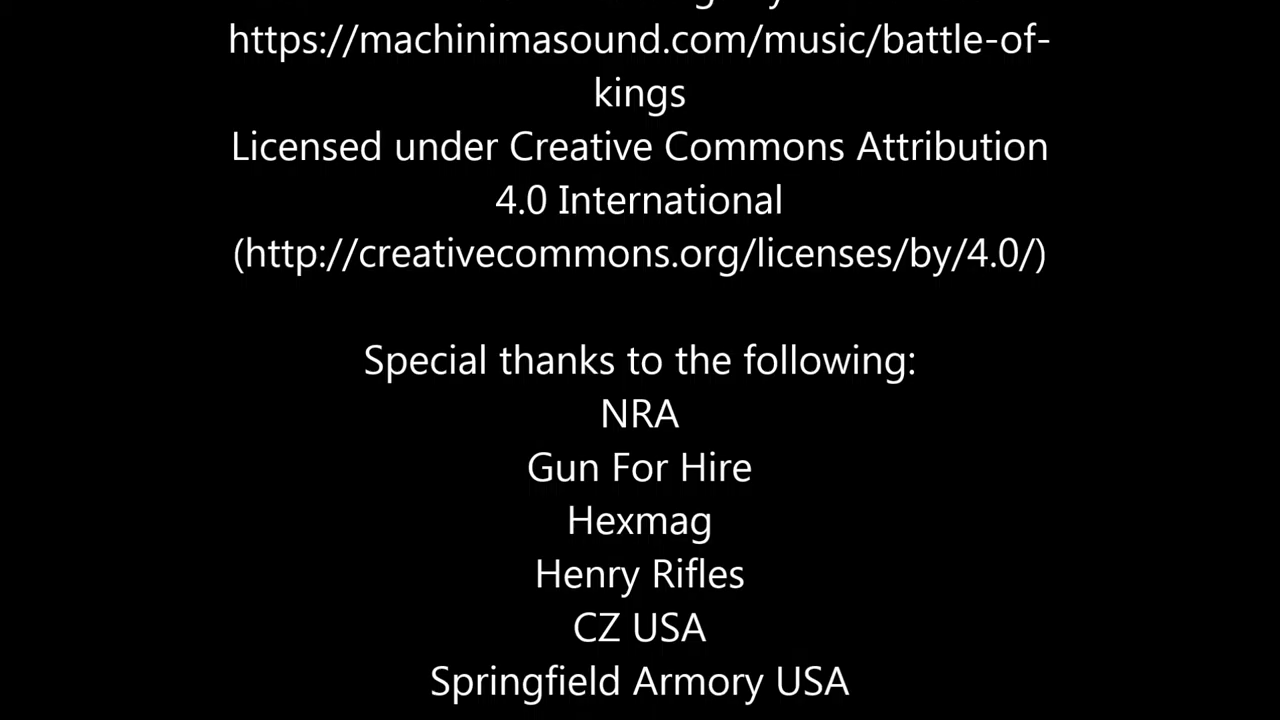 https://machinimasound.com/music/battle-of-
kings
Licensed under Creative Commons Attribution
4.0 International
(http://creativecommons.org/licenses/by/4.0/)
Special thanks to the following:
NRA
Gun For Hire
Hexmag
Henry Rifles
CZ USA
Springfield Armory USA